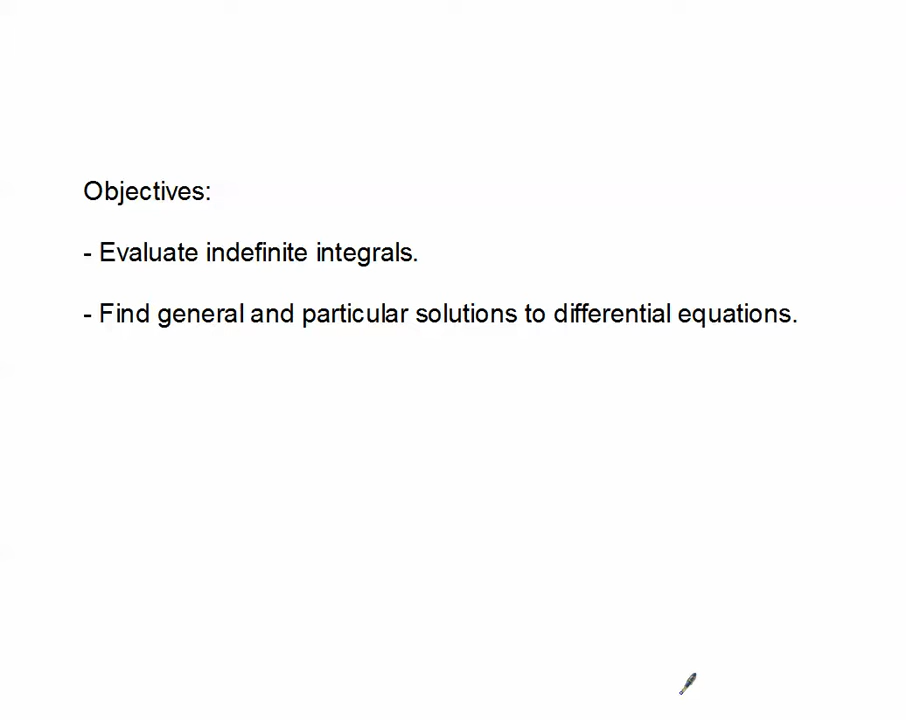 Objectives:
- Evaluate indefinite integrals.
- Find general and particular solutions to differential equations.